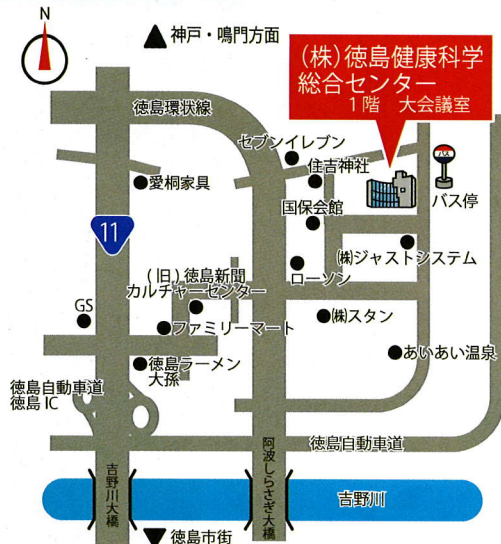 N
▲ 神戸・鳴門方面
(株)徳島健康科学
総合センター
1階 大会議室
徳島環状線
セブンイレブン
住吉神社
バス
バス停
愛桐家具
国保会館
11
㈱ジャストシステム
(旧)徳島新聞
カルチャーセンター
ローソン
GS
ファミリーマート
㈱スタン
徳島ラーメン
大孫
あいあい温泉
徳島自動車道
徳島IC
徳島自動車道
吉野川大橋
阿波しらさぎ大橋
吉野川
▼ 徳島市街